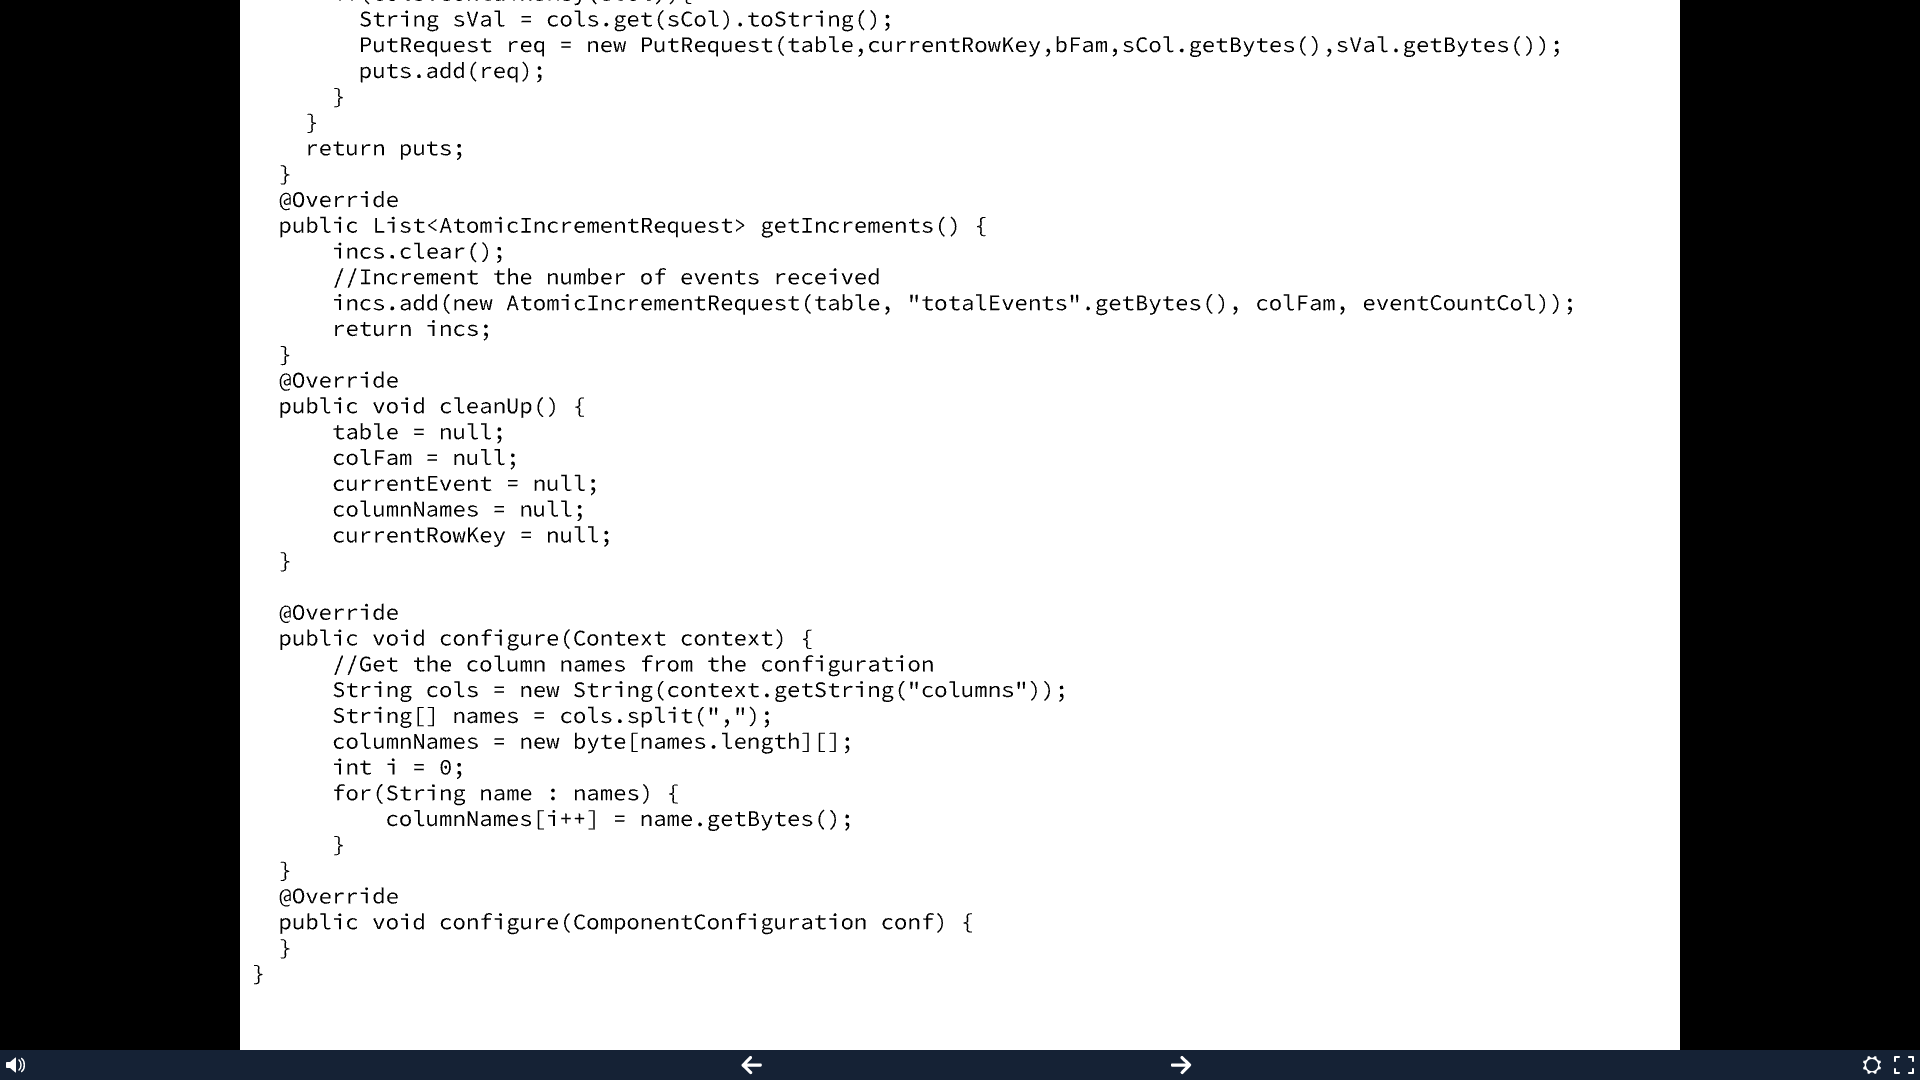 String sVal = cols.get(sCol).toString();
PutRequest req = new PutRequest(table,currentRowKey,bFam,sCol.getBytes(),sVal.getBytes());
puts.add(req);
}
}
return puts;
}
@Override
public List<AtomicIncrementRequest> getIncrements() {
incs.clear();
//Increment the number of events received
incs.add(new AtomicIncrementRequest(table, "totalEvents".getBytes(), colFam, eventCountCol));
return incs;
}
@Override
public void cleanUp() {
table = null;
colFam = null;
currentEvent = null;
columnNames = null;
currentRowKey = null;
}
@Override
public void configure(Context context) {
//Get the column names from the configuration
String cols = new String(context.getString("columns"));
String[] names = cols.split(",");
columnNames = new byte[names.length][];
int i = 0;
for(String name : names) {
columnNames[i++] = name.getBytes();
}
}
@Override
public void configure(ComponentConfiguration conf) {
}
}